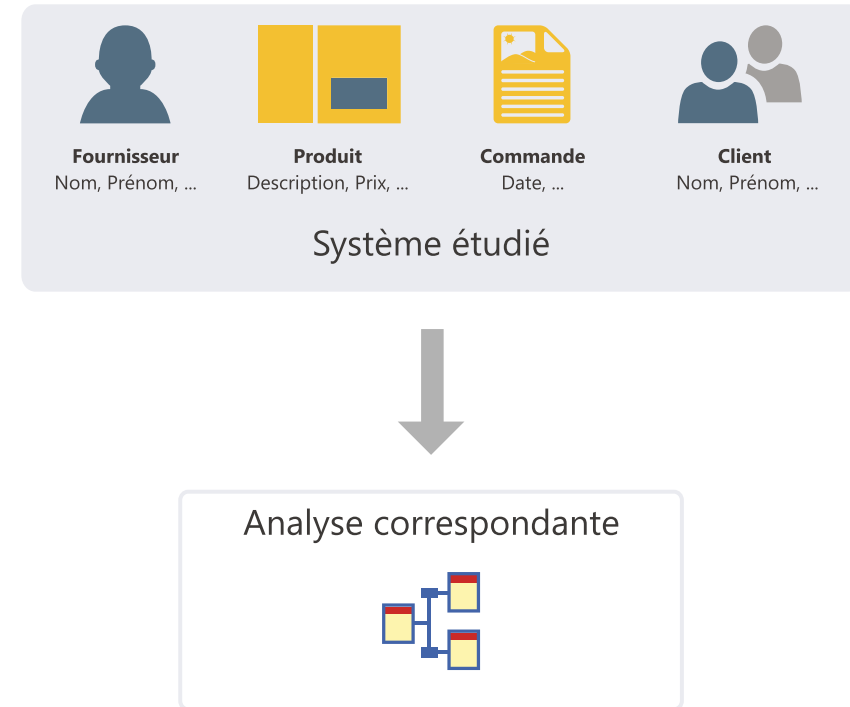 Fournisseur
Nom, Prénom, ...
Produit
Description, Prix, ...
Commande
Date, ...
Client
Nom, Prénom, ...
Système étudié
Analyse correspondante